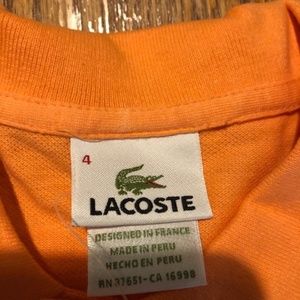 4
LACOSTE
DESIGNED IN FRANCE
MADE IN PERU
HECHO EN PERU
RN 37651-CA 16998